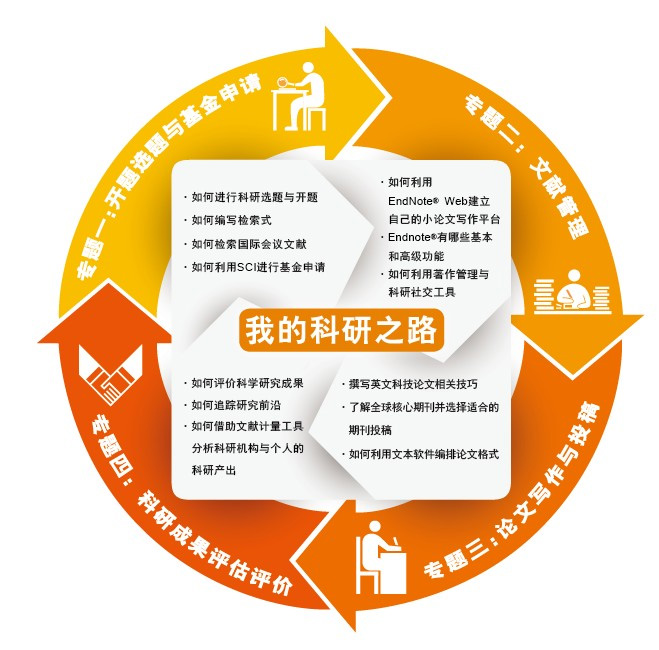 专题一:开题选题与基金申请
· 如何进行科研选题与开题
· 如何编写检索式
· 如何检索国际会议文献
· 如何利用SCI进行基金申请
专题二：文献管理
· 如何利用
EndNote® Web建立
自己的小论文写作平台
· Endnote®有哪些基本
和高级功能
· 如何利用著作管理与
科研社交工具
我的科研之路
专题三:论文写作与投稿
· 撰写英文科技论文相关技巧
· 了解全球核心期刊并选择适合的
期刊投稿
· 如何利用文本软件编排论文格式
专题四：科研成果评估评价
· 如何评价科学研究成果
· 如何追踪研究前沿
· 如何借助文献计量工具
分析科研机构与个人的
科研产出